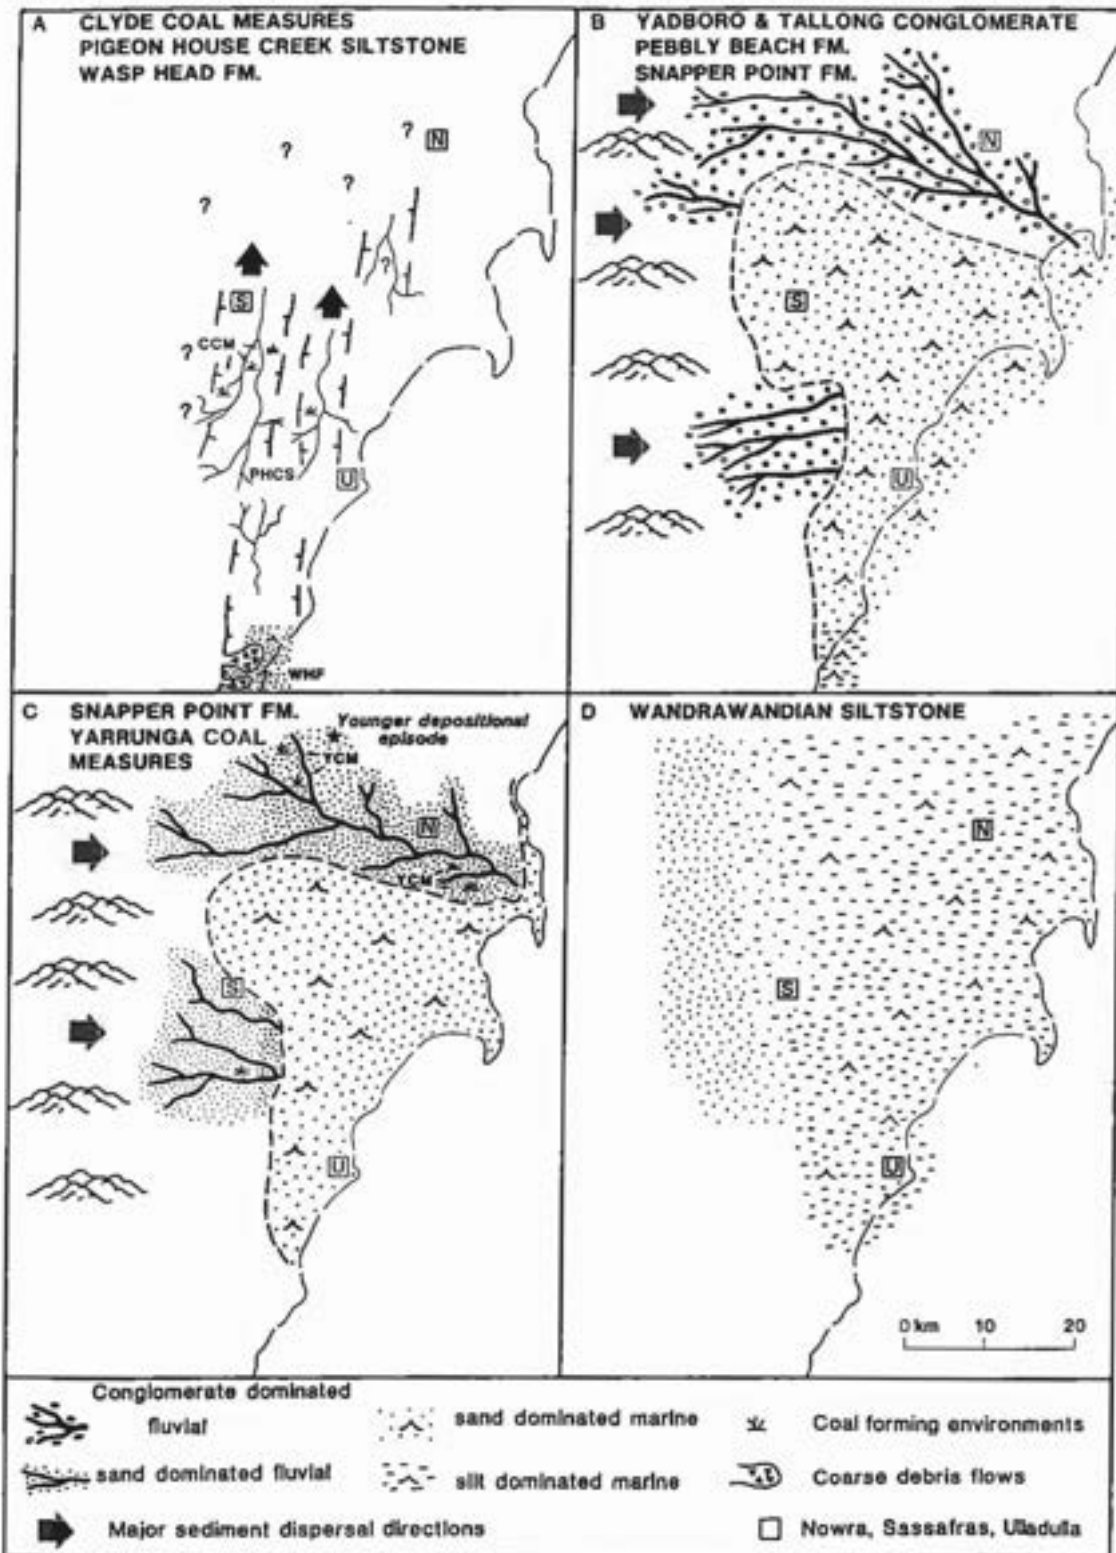 A CLYDE COAL MEASURES
PIGEON HOUSE CREEK SILTSTONE
WASP HEAD FM.
?
?
N
?
?
S
?
?
CCM
?
PHCS
U
WHF
B YADBORO & TALLONG CONGLOMERATE
PEBBLY BEACH FM.
SNAPPER POINT FM.
N
S
U
C SNAPPER POINT FM.
YARRUNGA COAL
MEASURES
Younger depositional
episode
YCM
N
YCM
S
U
D WANDRAWANDIAN SILTSTONE
N
S
U
0 km 10 20
Conglomerate dominated
fluvial
sand dominated fluvial
Major sediment dispersal directions
sand dominated marine
silt dominated marine
Coal forming environments
Coarse debris flows
Nowra, Sassafras, Ulladulla